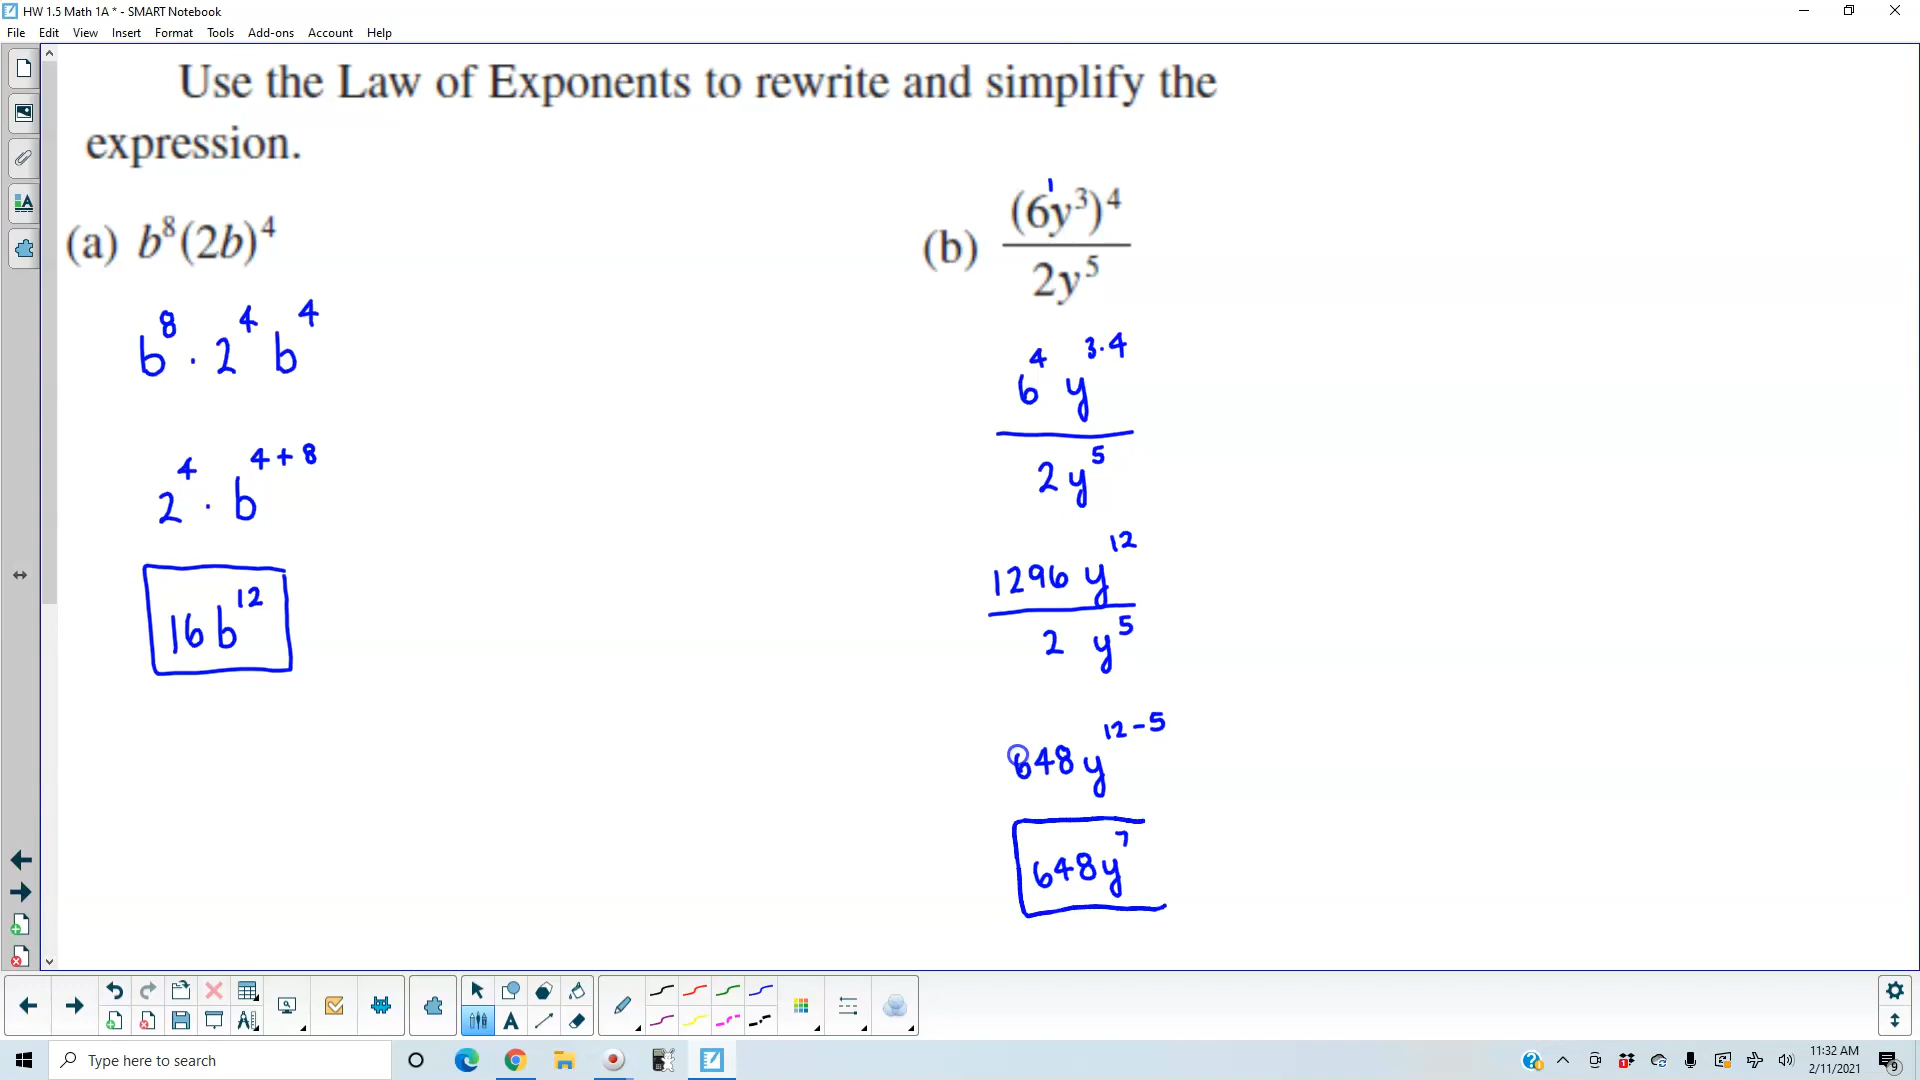 HW 1.5 Math 1A * - SMART Notebook
File Edit View Insert Format Tools Add-ons Account Help
Use the Law of Exponents to rewrite and simplify the
expression.
(a) b⁸(2b)⁴
b⁸ · 2⁴ b⁴
2⁴ · b⁴⁺⁸
16b¹²
(b) (6y³)⁴
1
2y⁵
6⁴ y³·⁴
2y⁵
1296 y¹²
2 y⁵
648y¹²⁻⁵
648y⁷
A
A
Type here to search
11:32 AM
2/11/2021
9